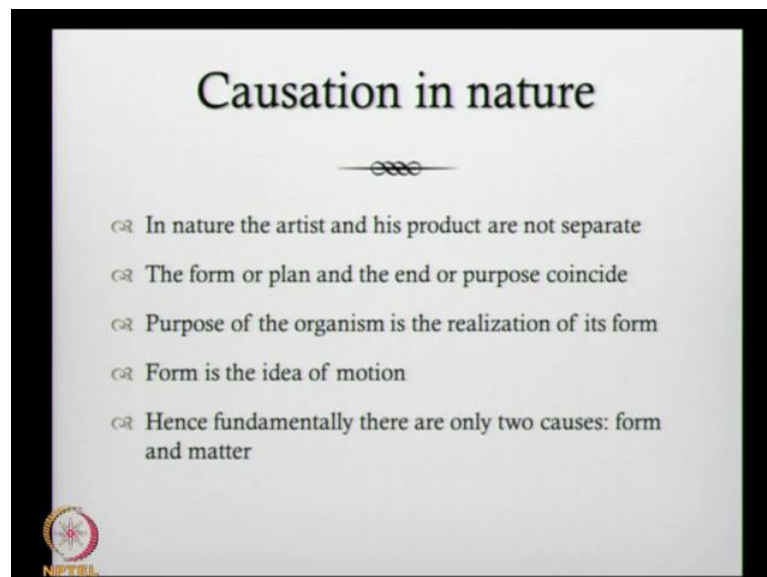 Causation in nature
In nature the artist and his product are not separate
The form or plan and the end or purpose coincide
Purpose of the organism is the realization of its form
Form is the idea of motion
Hence fundamentally there are only two causes: form
and matter
NPTEL